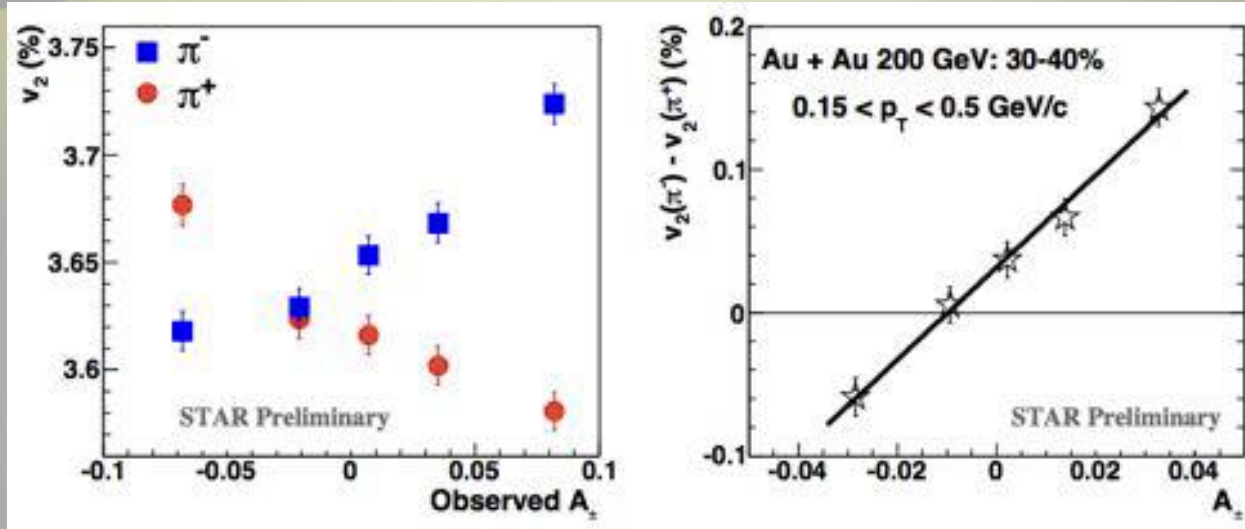 v₂ (%)
3.75
3.7
3.65
3.6
π⁻
π⁺
STAR Preliminary
-0.1 -0.05 0 0.05 0.1
Observed A±
v₂(π⁻) - v₂(π⁺) (%)
0.2
0.1
0
-0.1
Au + Au 200 GeV: 30-40%
0.15 < p_T < 0.5 GeV/c
STAR Preliminary
-0.04 -0.02 0 0.02 0.04
A±